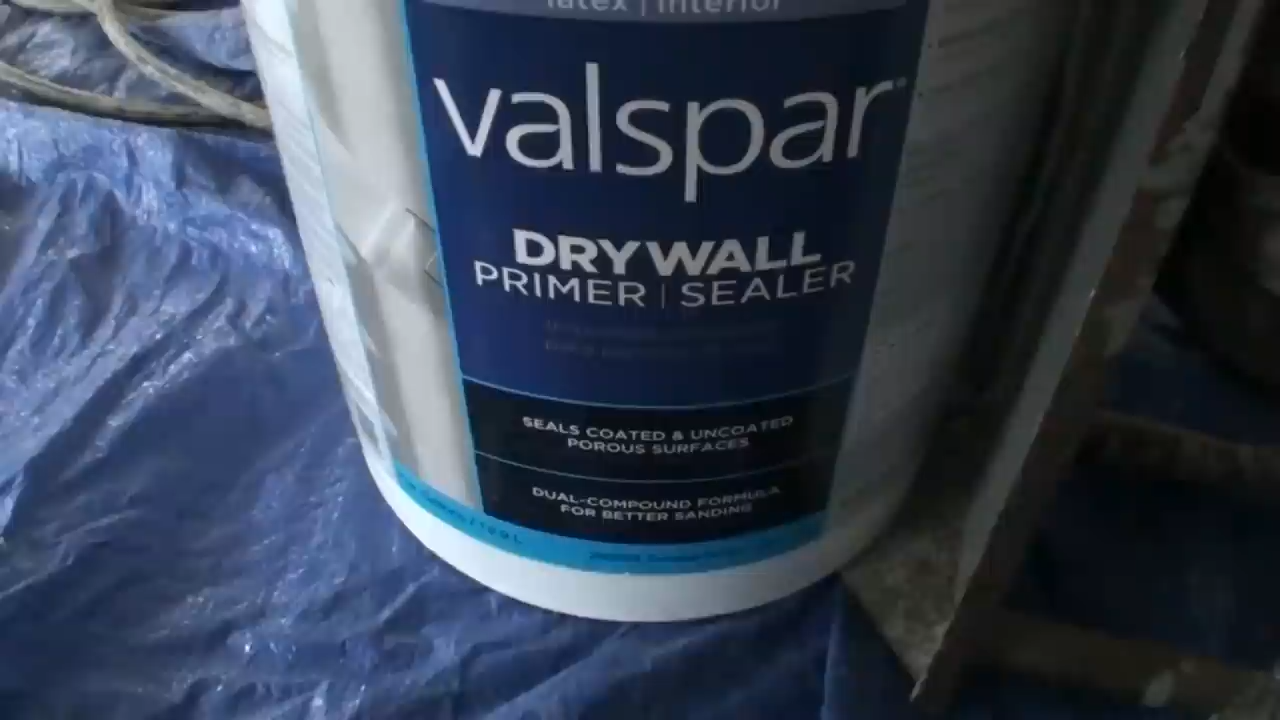 latex | interior
valspar
DRYWALL
PRIMER | SEALER
SEALS COATED & UNCOATED
POROUS SURFACES
DUAL-COMPOUND FORMULA
FOR BETTER SANDING